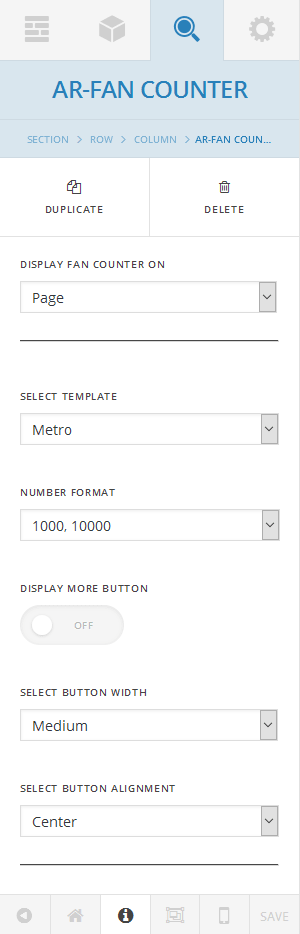 AR-FAN COUNTER
SECTION > ROW > COLUMN > AR-FAN COUN...
DUPLICATE DELETE
DISPLAY FAN COUNTER ON
Page
SELECT TEMPLATE
Metro
NUMBER FORMAT
1000, 10000
DISPLAY MORE BUTTON
OFF
SELECT BUTTON WIDTH
Medium
SELECT BUTTON ALIGNMENT
Center
SAVE